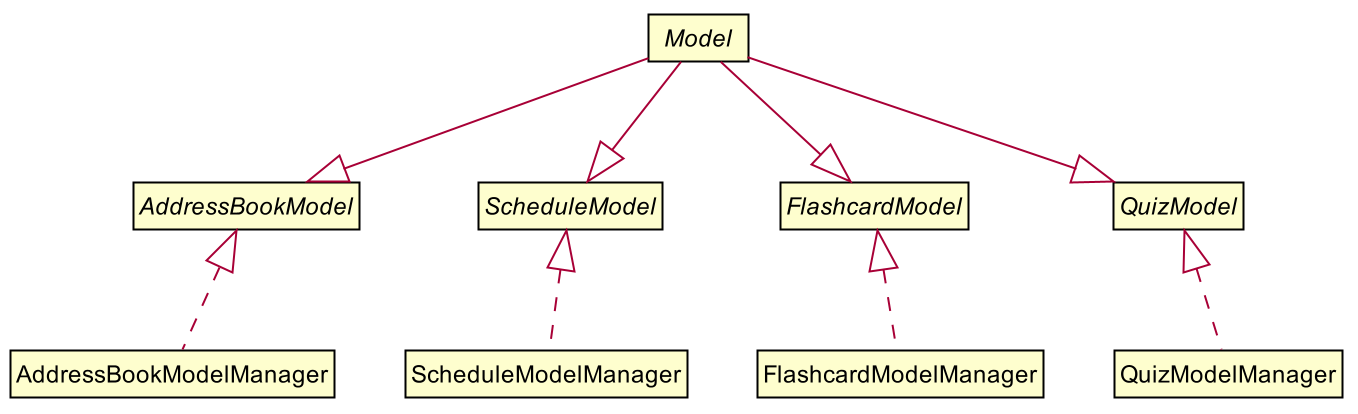 Model
AddressBookModel
ScheduleModel
FlashcardModel
QuizModel
AddressBookModelManager
ScheduleModelManager
FlashcardModelManager
QuizModelManager